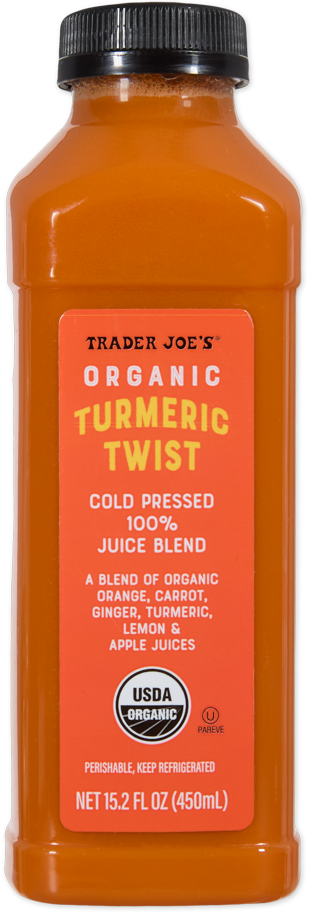 TRADER JOE'S®
ORGANIC
TURMERIC
TWIST
COLD PRESSED
100%
JUICE BLEND
A BLEND OF ORGANIC
ORANGE, CARROT,
GINGER, TURMERIC,
LEMON &
APPLE JUICES
USDA
ORGANIC
U
PAREVE
PERISHABLE, KEEP REFRIGERATED
NET 15.2 FL OZ (450mL)